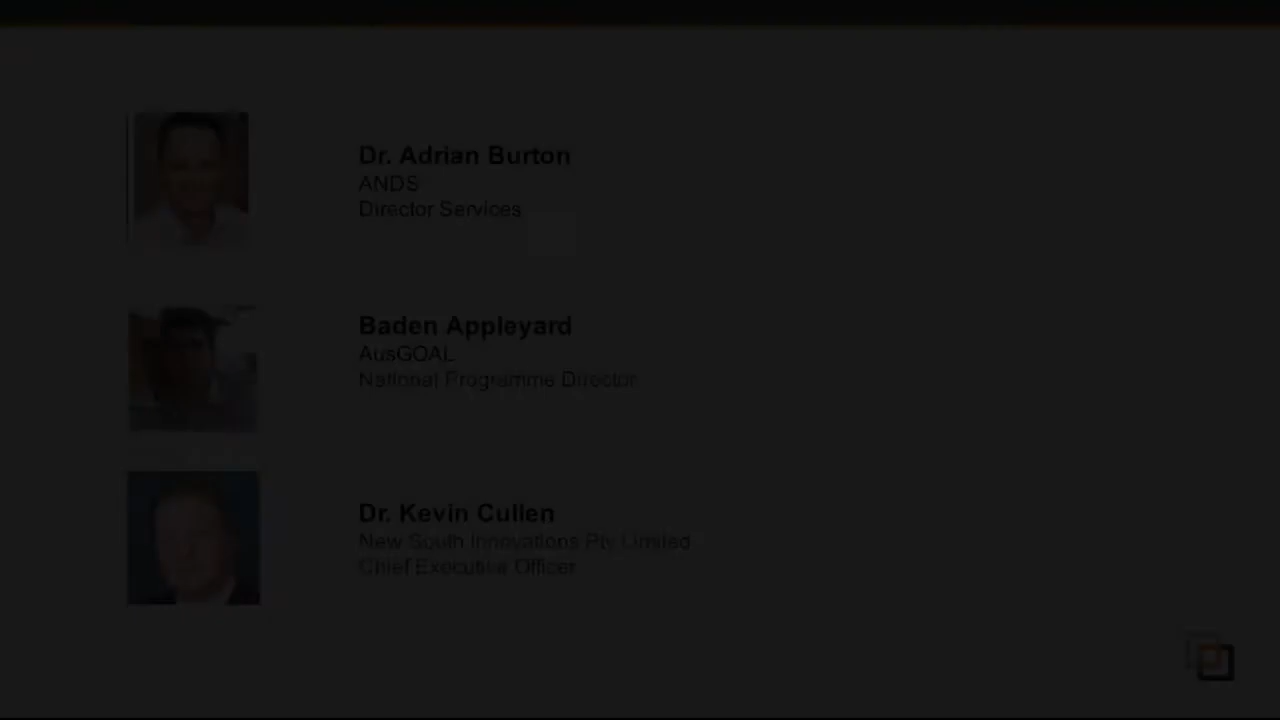 Dr. Adrian Burton
ANDS
Director Services
Baden Appleyard
AusGOAL
National Programme Director
Dr. Kevin Cullen
New South Innovations Pty Limited
Chief Executive Officer